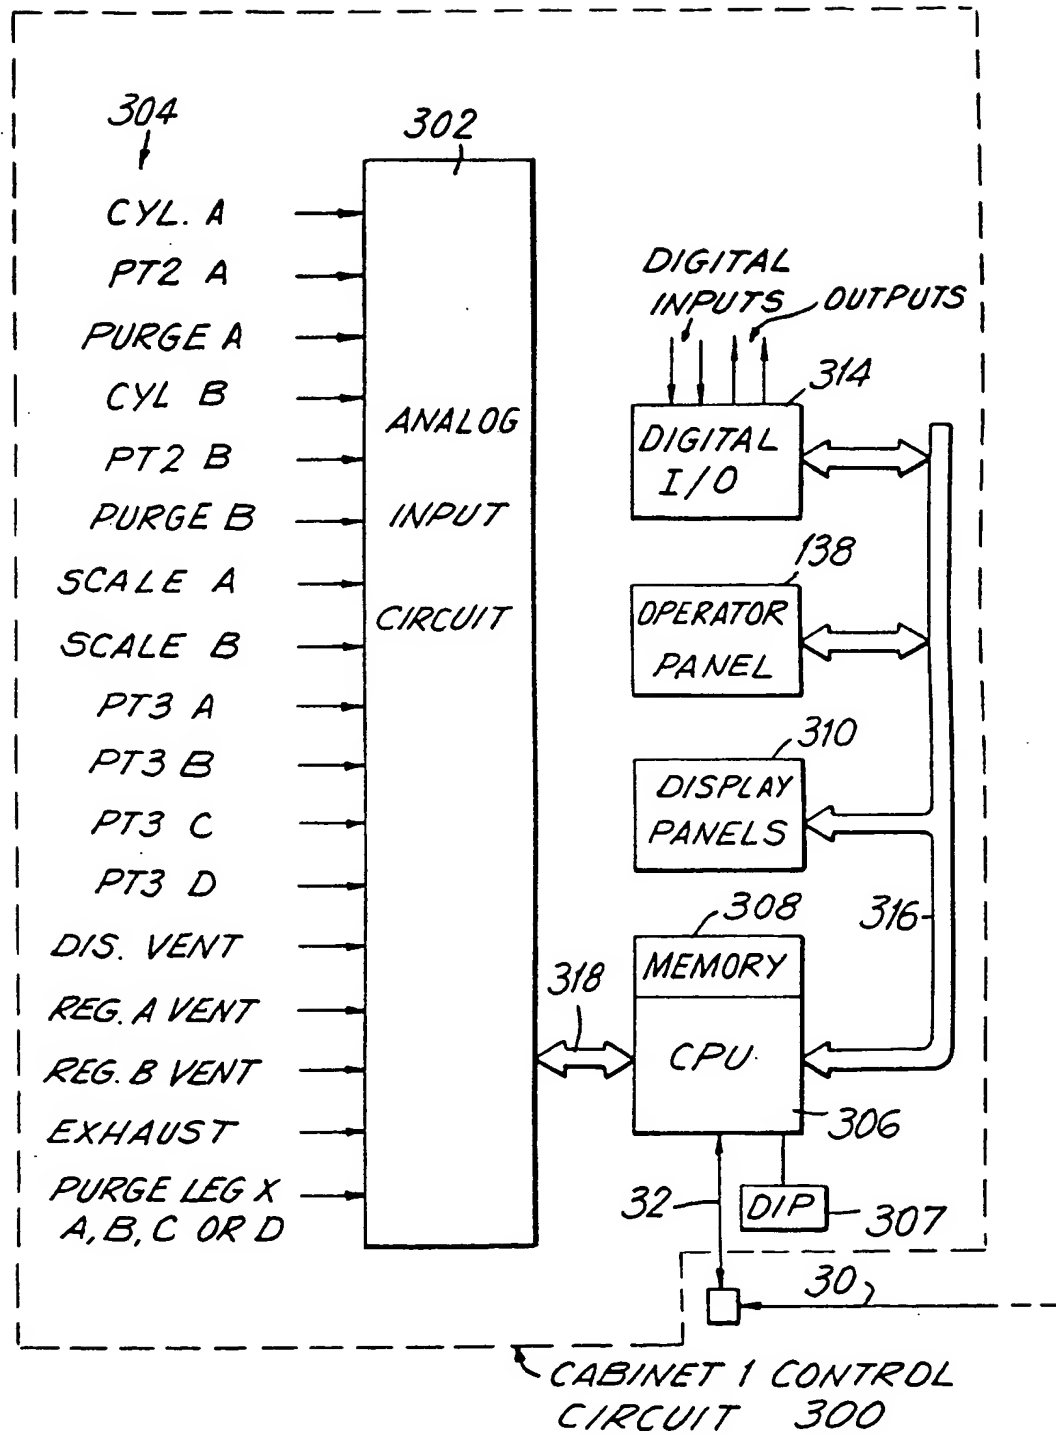 304
302
CYL. A
PT2 A
PURGE A
CYL B
PT2 B
PURGE B
SCALE A
SCALE B
PT3 A
PT3 B
PT3 C
PT3 D
DIS. VENT
REG. A VENT
REG. B VENT
EXHAUST
PURGE LEG X
A, B, C OR D
ANALOG
INPUT
CIRCUIT
DIGITAL
INPUTS
OUTPUTS
314
DIGITAL
I/O
138
OPERATOR
PANEL
310
DISPLAY
PANELS
316
308
MEMORY
318
CPU
306
32
DIP
307
30
CABINET 1 CONTROL
CIRCUIT 300